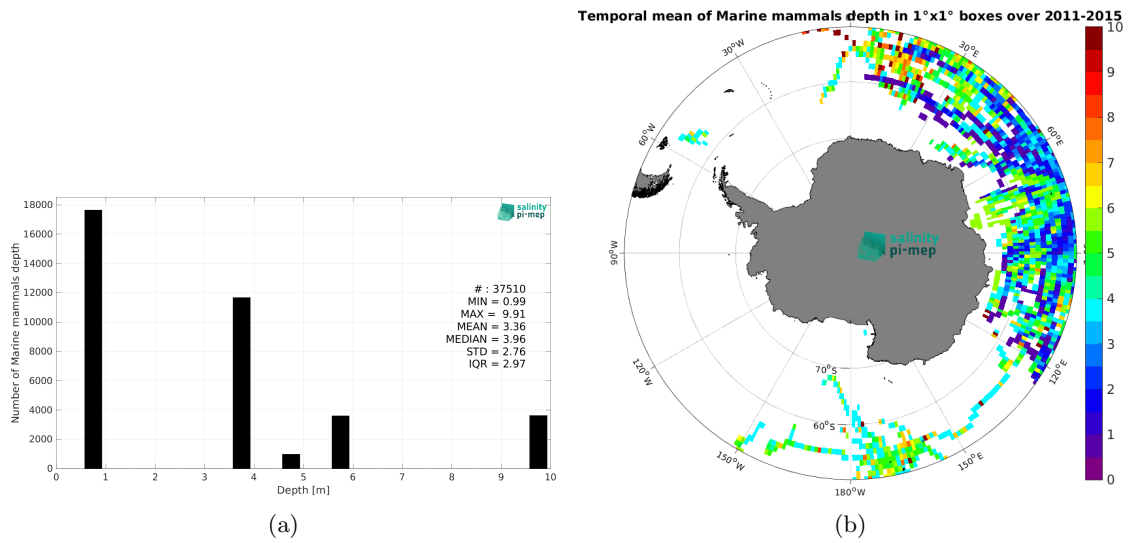 Temporal mean of Marine mammals depth in 1°x1° boxes over 2011-2015
salinity
pi-mep
# : 37510
MIN = 0.99
MAX = 9.91
MEAN = 3.36
MEDIAN = 3.96
STD = 2.76
IQR = 2.97
18000
16000
14000
12000
10000
8000
6000
4000
2000
0
Number of Marine mammals depth
0 1 2 3 4 5 6 7 8 9 10
Depth [m]
(a)
30°W
30°E
60°W
60°E
90°W
salinity
pi-mep
120°W
120°E
70°S
60°S
150°W
150°E
180°W
10
9
8
7
6
5
4
3
2
1
0
(b)